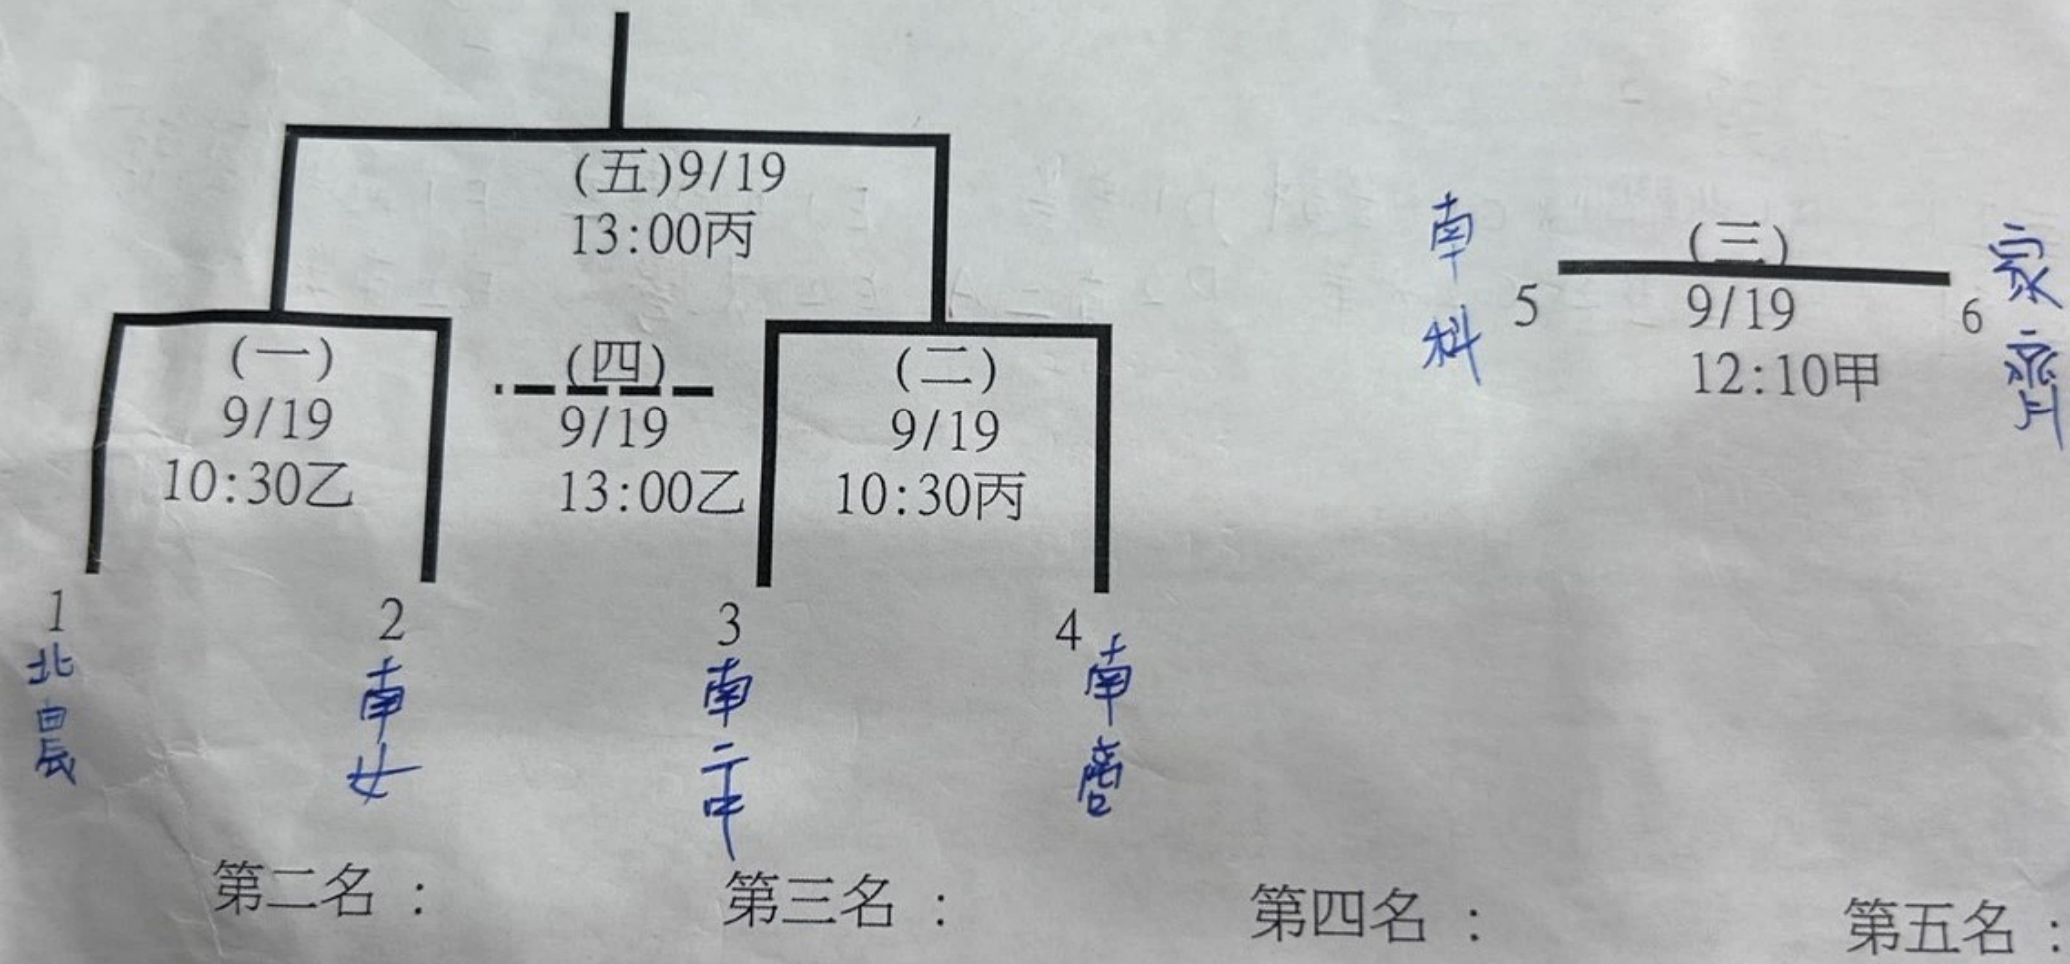 (五)9/19
13:00丙
(一)
9/19
10:30乙
(四)
9/19
13:00乙
(二)
9/19
10:30丙
(三)
9/19
12:10甲
5
南科
6
家齊
1
北
2
南女
3
南二中
4
南
第二名：
第三名：
第四名：
第五名：